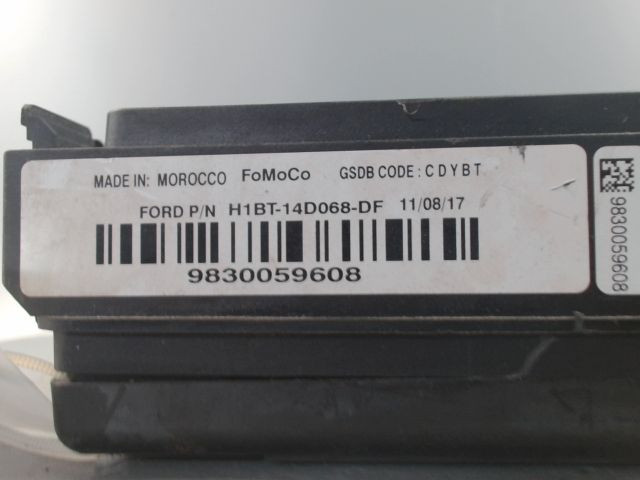 MADE IN: MOROCCO FoMoCo GSDB CODE: C D Y B T
FORD P/N H1BT-14D068-DF 11/08/17
9830059608
9830059608